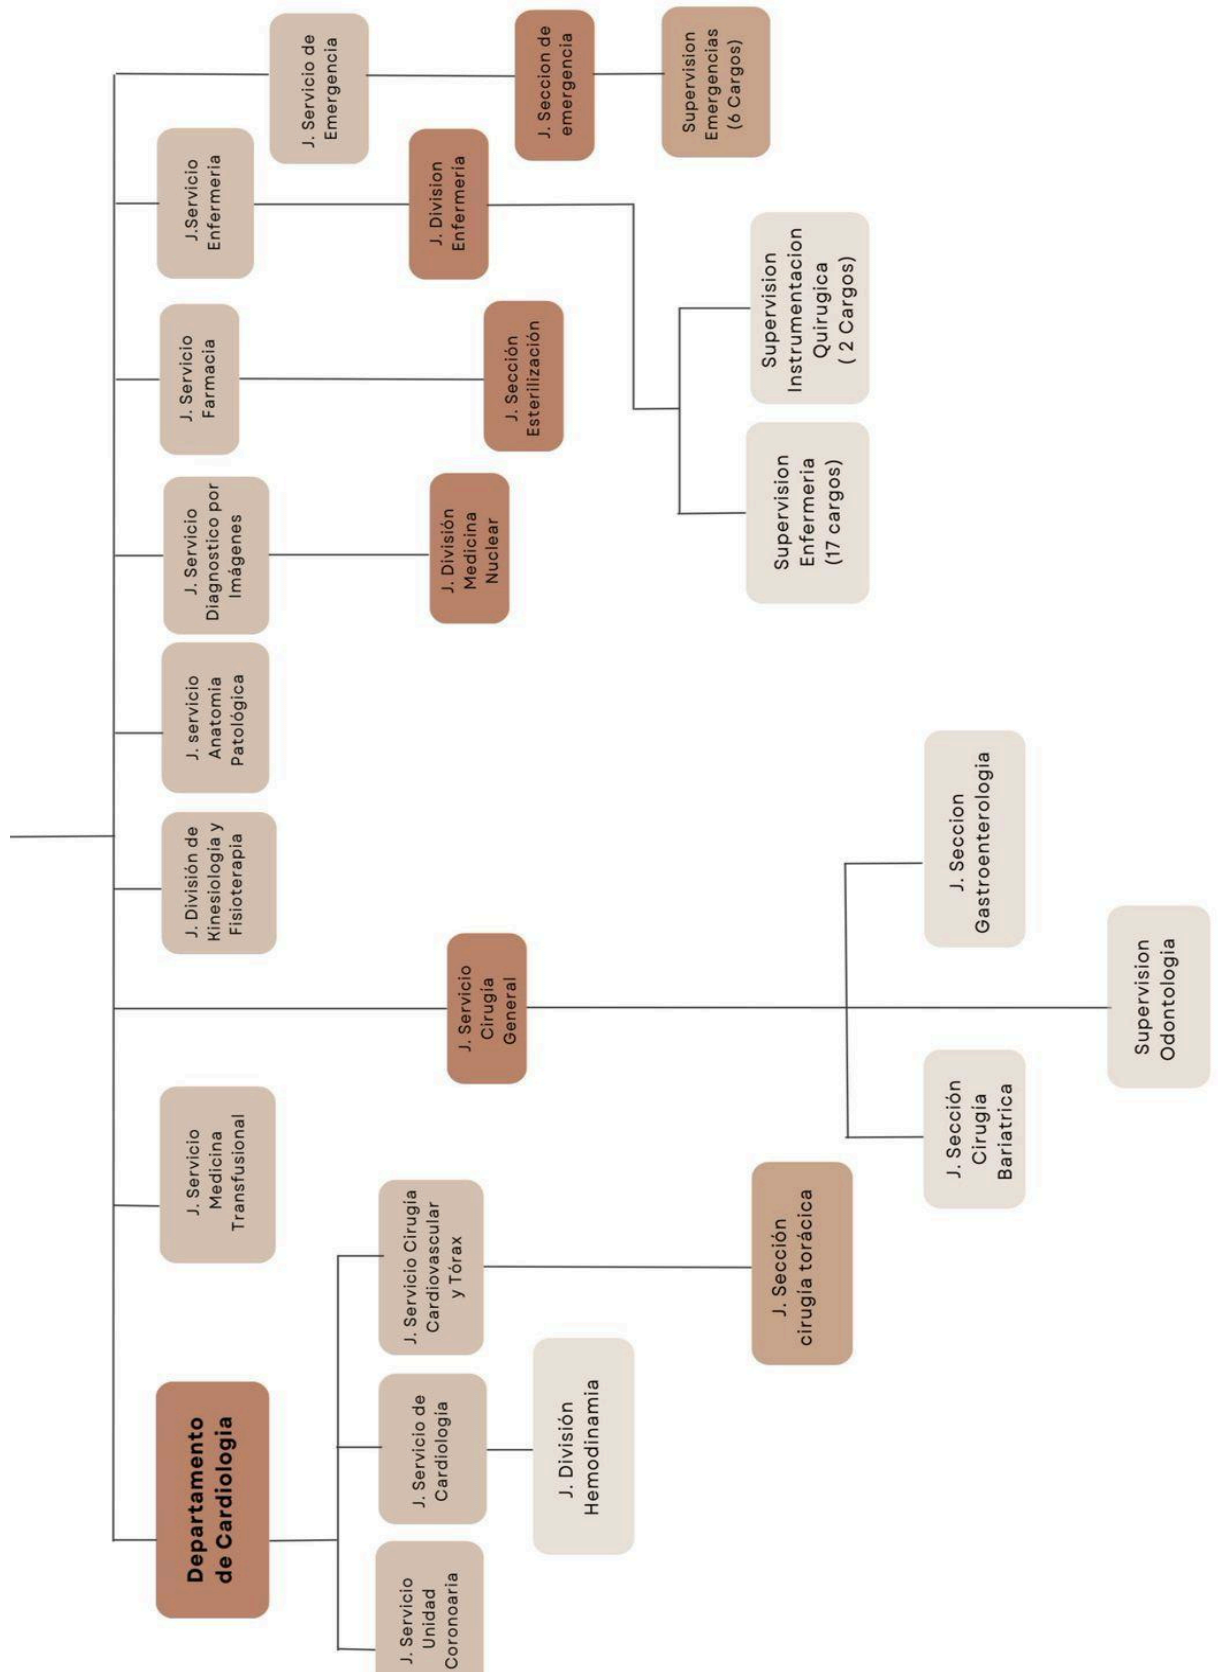 Departamento
de Cardiologia
J. Servicio
Unidad
Coronoaria
J. Servicio de
Cardiologia
J. División
Hemodinamia
J. Servicio Cirugia
Cardiovascular
y Tórax
J. Sección
cirugia torácica
J. Servicio
Medicina
Transfusional
J. Servicio
Cirugía
General
J. Sección
Cirugía
Bariatrica
Supervision
Odontologia
J. Seccion
Gastroenterologia
J. División de
Kinesiologia y
Fisioterapia
J. servicio
Anatomia
Patológica
J. Servicio
Diagnostico por
Imágenes
J. División
Medicina
Nuclear
J. Servicio
Farmacia
J. Sección
Esterilización
J.Servicio
Enfermeria
J. Division
Enfermeria
Supervision
Enfermeria
(17 cargos)
Supervision
Instrumentacion
Quirugica
( 2 Cargos)
J. Servicio de
Emergencia
J. Seccion de
emergencia
Supervision
Emergencias
(6 Cargos)